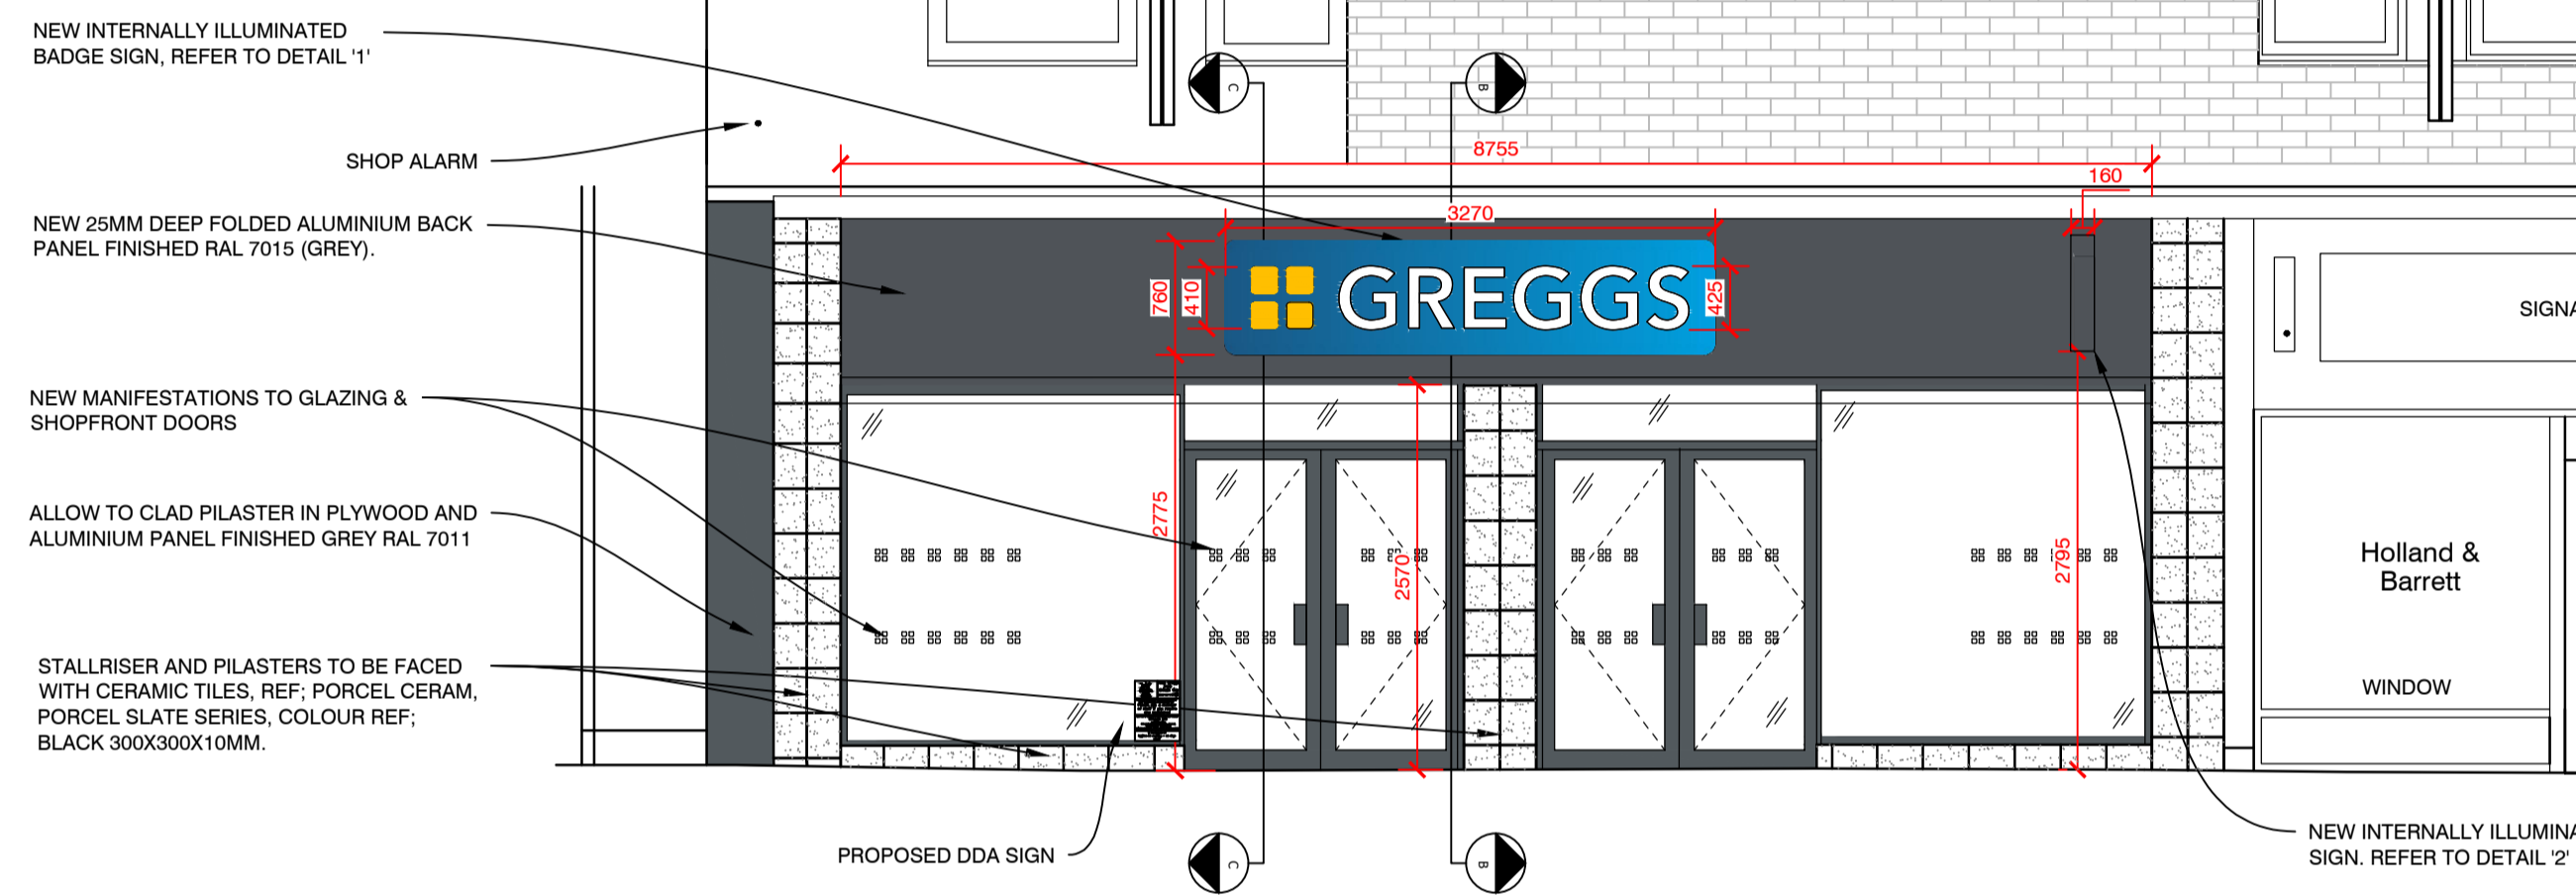 NEW INTERNALLY ILLUMINATED
BADGE SIGN, REFER TO DETAIL '1'
C
B
SHOP ALARM
8755
160
NEW 25MM DEEP FOLDED ALUMINIUM BACK
PANEL FINISHED RAL 7015 (GREY).
3270
760
410
GREGGS
425
SIGNA
NEW MANIFESTATIONS TO GLAZING &
SHOPFRONT DOORS
ALLOW TO CLAD PILASTER IN PLYWOOD AND
ALUMINIUM PANEL FINISHED GREY RAL 7011
2775
2570
2795
Holland &
Barrett
STALLRISER AND PILASTERS TO BE FACED
WITH CERAMIC TILES, REF; PORCEL CERAM,
PORCEL SLATE SERIES, COLOUR REF;
BLACK 300X300X10MM.
WINDOW
PROPOSED DDA SIGN
C
B
NEW INTERNALLY ILLUMINA
SIGN. REFER TO DETAIL '2'